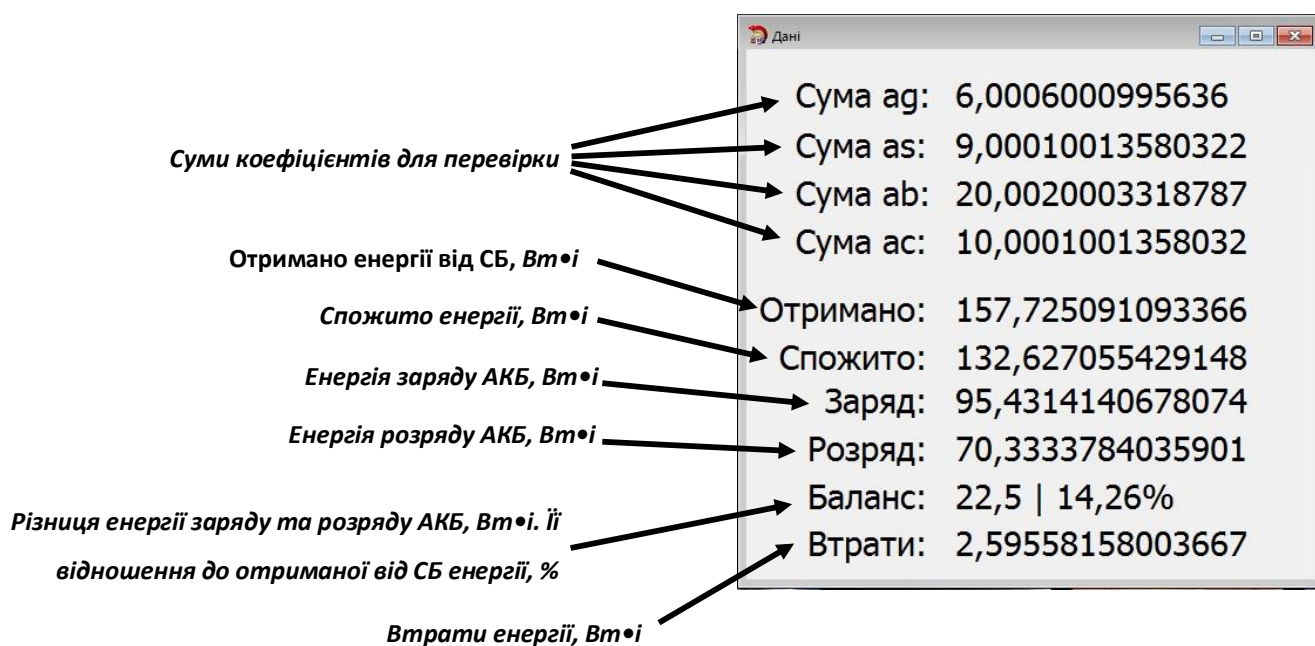 Дані
Сума ag: 6,0006000995636
Сума as: 9,00010013580322
Сума ab: 20,0020003318787
Сума ac: 10,0001001358032
Отримано: 157,725091093366
Спожито: 132,627055429148
Заряд: 95,4314140678074
Розряд: 70,3333784035901
Баланс: 22,5 | 14,26%
Втрати: 2,59558158003667
Суми коефіцієнтів для перевірки
Отримано енергії від СБ, Вт•і
Спожито енергії, Вт•і
Енергія заряду АКБ, Вт•і
Енергія розряду АКБ, Вт•і
Різниця енергії заряду та розряду АКБ, Вт•і. Її
відношення до отриманої від СБ енергії, %
Втрати енергії, Вт•і